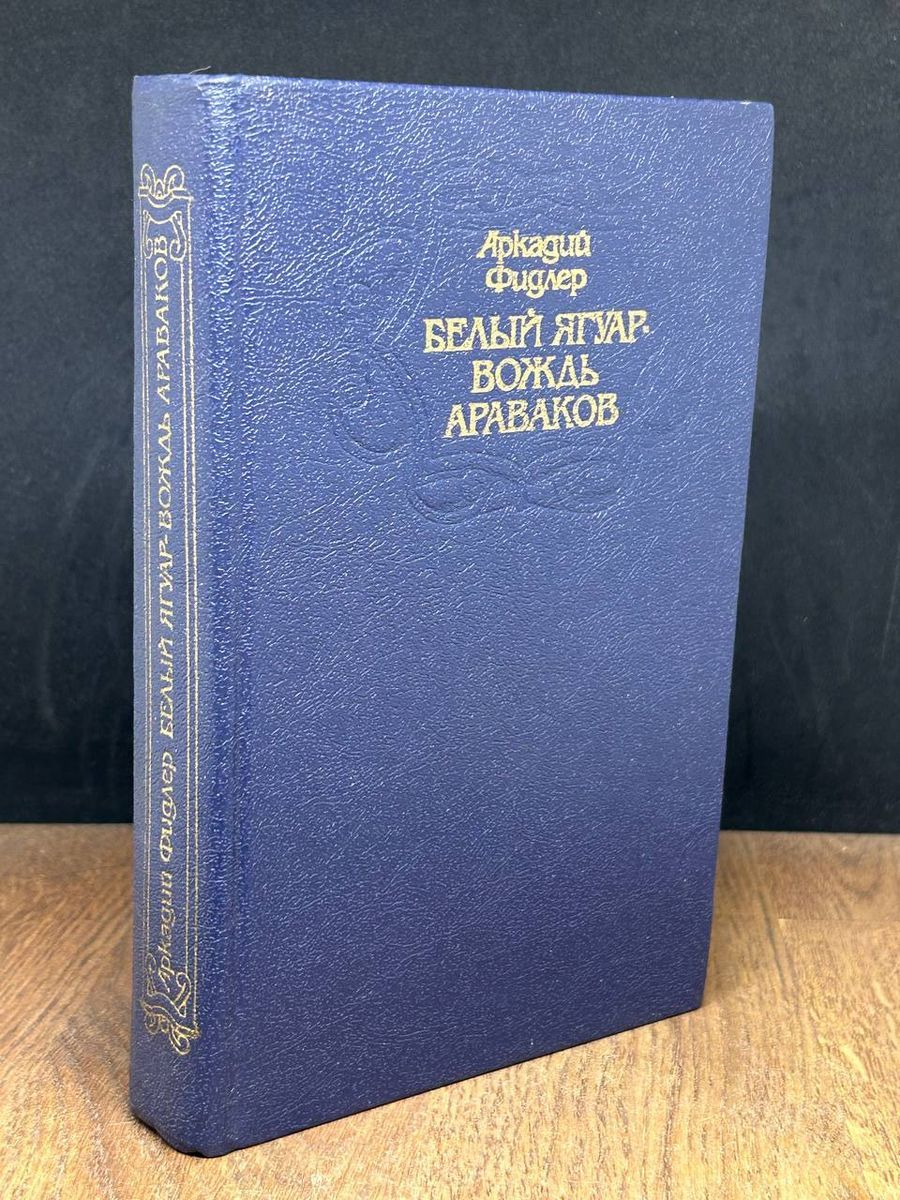 Аркадий
Фидлер
БЕЛЫЙ ЯГУАР-
ВОЖДЬ
АРАВАКОВ
Аркадий Фидлер БЕЛЫЙ ЯГУАР-ВОЖДЬ АРАВАКОВ